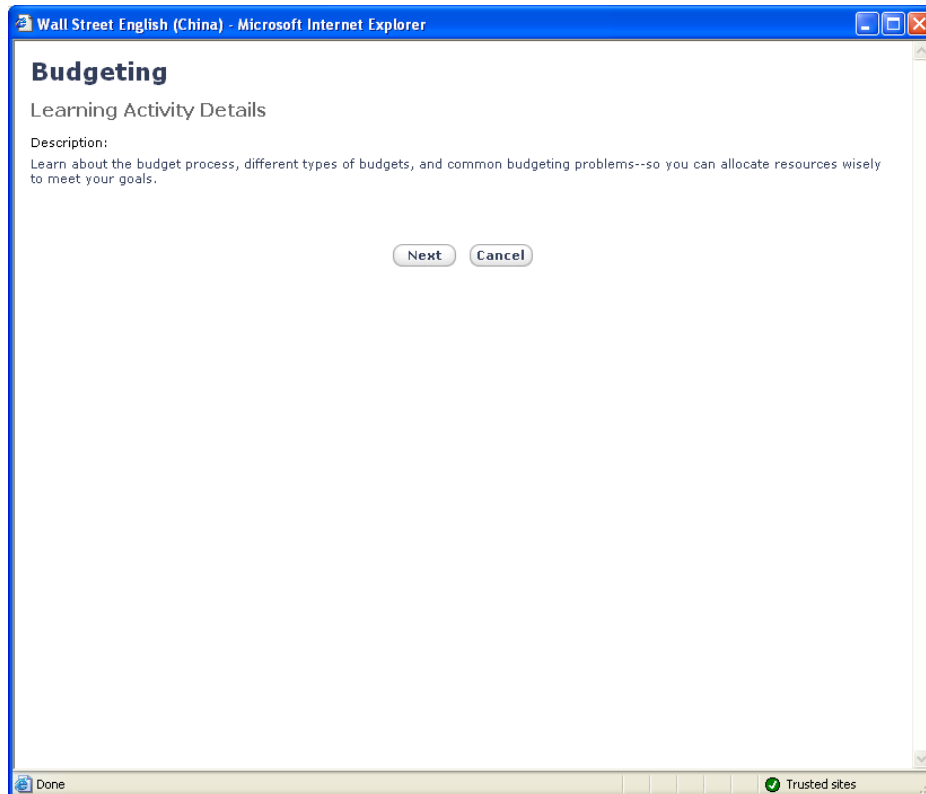 Wall Street English (China) - Microsoft Internet Explorer
Budgeting
Learning Activity Details
Description:
Learn about the budget process, different types of budgets, and common budgeting problems--so you can allocate resources wisely
to meet your goals.
Next Cancel
Done Trusted sites